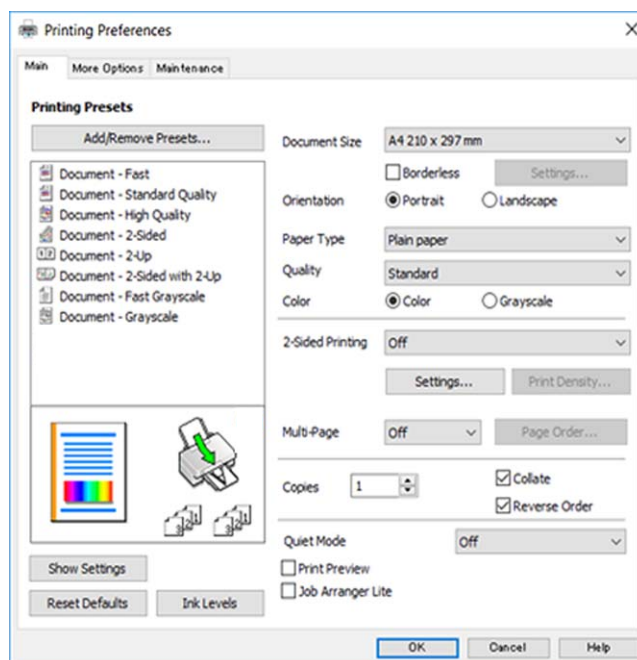 Printing Preferences
Main More Options Maintenance
Printing Presets
Add/Remove Presets...
Document - Fast
Document - Standard Quality
Document - High Quality
Document - 2-Sided
Document - 2-Up
Document - 2-Sided with 2-Up
Document - Fast Grayscale
Document - Grayscale
Show Settings
Reset Defaults Ink Levels
Document Size A4 210 x 297 mm
Borderless Settings...
Orientation Portrait Landscape
Paper Type Plain paper
Quality Standard
Color Color Grayscale
2-Sided Printing Off
Settings... Print Density...
Multi-Page Off Page Order...
Copies 1 Collate
Reverse Order
Quiet Mode Off
Print Preview
Job Arranger Lite
OK Cancel Help